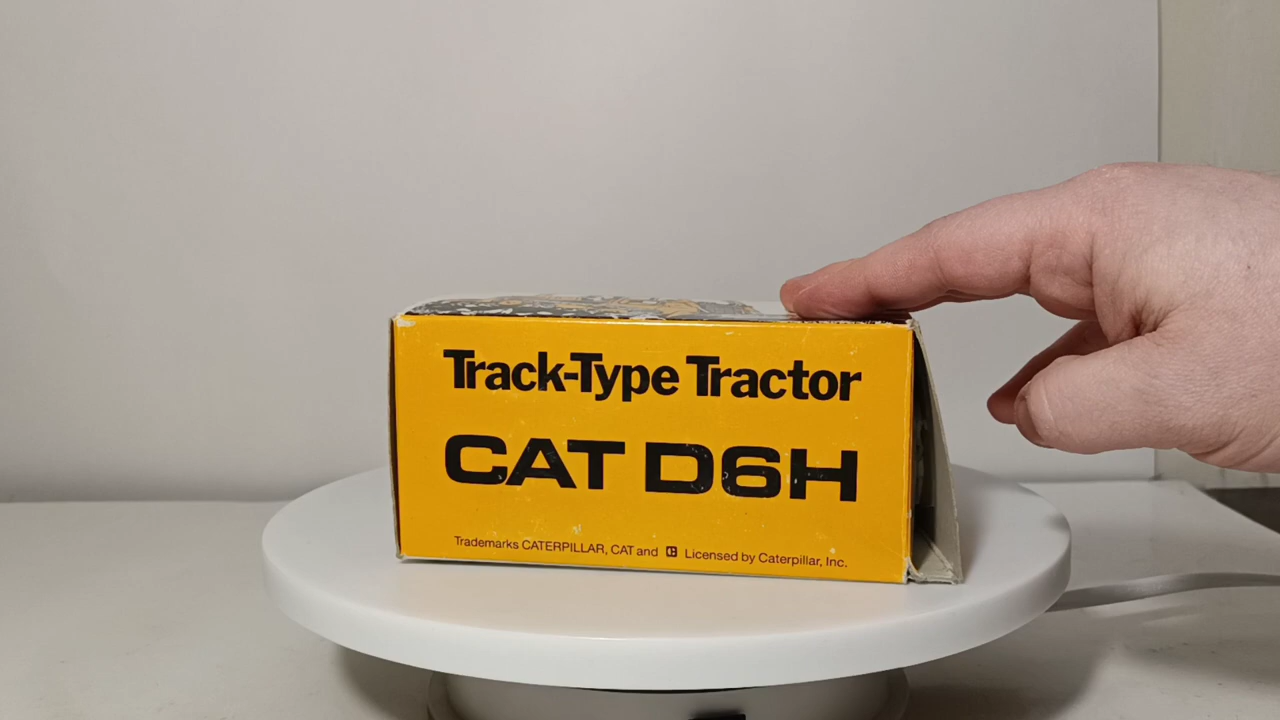 Track-Type Tractor
CAT D6H
Trademarks CATERPILLAR, CAT and Licensed by Caterpillar, Inc.